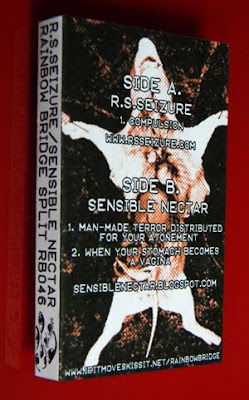 R.S.SEIZURE/SENSIBLE NECTAR
RAINBOW BRIDGE SPLIT RB046
SIDE A.
R.S.SEIZURE
1. COMPULSION
WWW.RSSEIZURE.COM
SIDE B.
SENSIBLE NECTAR
1. MAN-MADE TERROR DISTRIBUTED
FOR YOUR ATONEMENT
2. WHEN YOUR STOMACH BECOMES
A VAGINA
SENSIBLENECTAR.BLOGSPOT.COM
WWW.IFITMOVESKISSIT.NET/RAINBOWBRIDGE